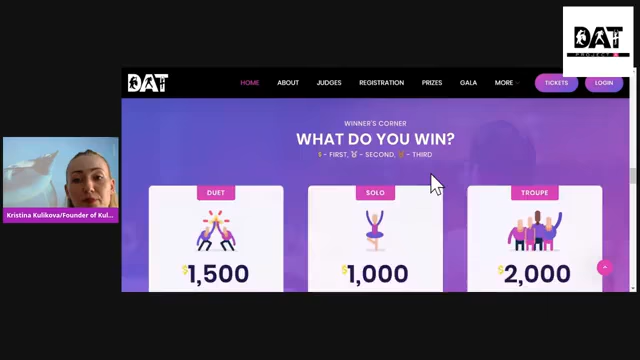 DAT
PROJECT
DAT
HOME
ABOUT
JUDGES
REGISTRATION
PRIZES
GALA
MORE
TICKETS
LOGIN
WINNER'S CORNER
WHAT DO YOU WIN?
- FIRST, - SECOND, - THIRD
DUET
SOLO
TROUPE
$1,500
$1,000
$2,000
Kristina Kulikova/Founder of Kul...